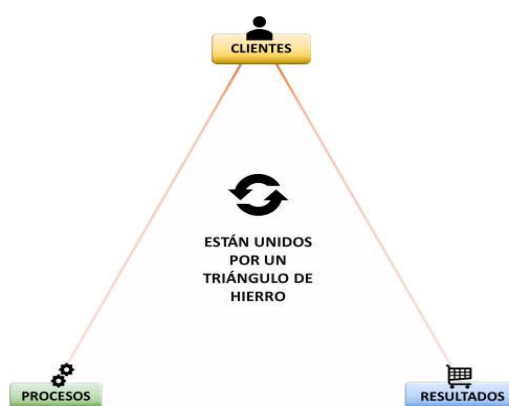 CLIENTES
ESTÁN UNIDOS
POR UN
TRIÁNGULO DE
HIERRO
PROCESOS
RESULTADOS